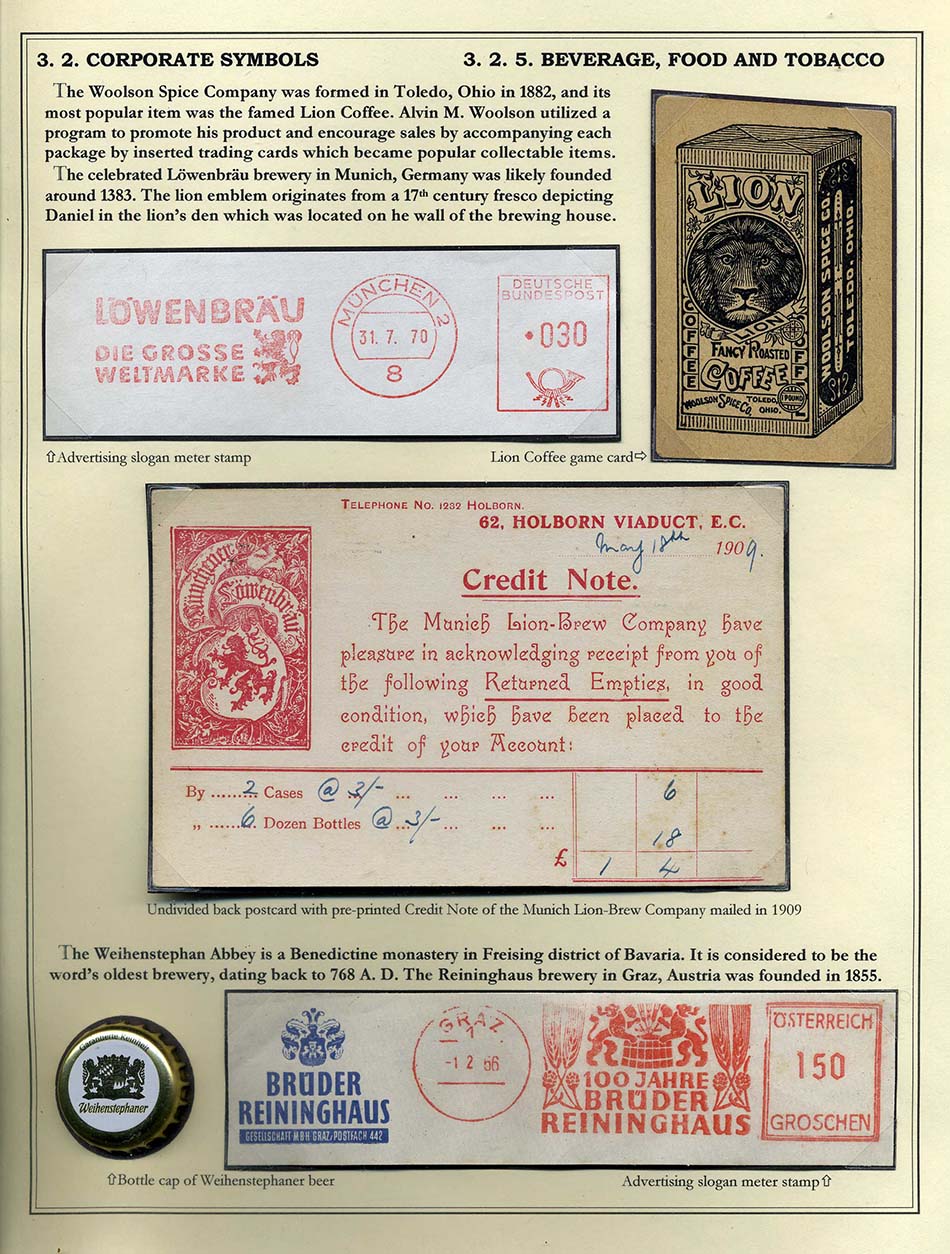 3. 2. CORPORATE SYMBOLS
3. 2. 5. BEVERAGE, FOOD AND TOBACCO
The Woolson Spice Company was formed in Toledo, Ohio in 1882, and its
most popular item was the famed Lion Coffee. Alvin M. Woolson utilized a
program to promote his product and encourage sales by accompanying each
package by inserted trading cards which became popular collectable items.
The celebrated Löwenbräu brewery in Munich, Germany was likely founded
around 1383. The lion emblem originates from a 17th century fresco depicting
Daniel in the lion's den which was located on he wall of the brewing house.
LION
LION
COFFEE
FANCY ROASTED
COFFEE
WOOLSON SPICE CO.
TOLEDO, OHIO.
1 POUND
WOOLSON SPICE CO.
TOLEDO, OHIO.
LÖWENBRÄU
DIE GROSSE
WELTMARKE
MÜNCHEN 2
31. 7. 70
8
DEUTSCHE
BUNDESPOST
030
⇧Advertising slogan meter stamp
Lion Coffee game card⇨
TELEPHONE NO. 1232 HOLBORN.
62, HOLBORN VIADUCT, E.C.
May 18th 1909.
Münchener
Löwenbräu
Credit Note.
The Munich Lion-Brew Company have
pleasure in acknowledging receipt from you of
the following Returned Empties, in good
condition, which have been placed to the
credit of your Account:
By ......... 2 Cases @ 3/- ... ... ... ... 6
„ ....... 6. Dozen Bottles @ 3/- ... ... ... 18
£ 1 4
Undivided back postcard with pre-printed Credit Note of the Munich Lion-Brew Company mailed in 1909
The Weihenstephan Abbey is a Benedictine monastery in Freising district of Bavaria. It is considered to be the
word's oldest brewery, dating back to 768 A. D. The Reininghaus brewery in Graz, Austria was founded in 1855.
Garantierte Reinheit
Weihenstephaner
BRÜDER
REININGHAUS
GESELLSCHAFT MBH GRAZ/POSTFACH 442
GRAZ
1
-1 2 56
100 JAHRE
BRÜDER
REININGHAUS
ÖSTERREICH
150
GROSCHEN
⇧Bottle cap of Weihenstephaner beer
Advertising slogan meter stamp⇧